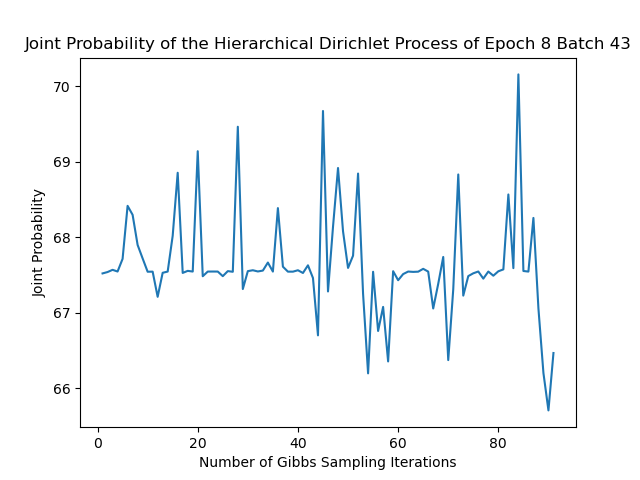 Joint Probability of the Hierarchical Dirichlet Process of Epoch 8 Batch 43
70
69
68
67
66
Joint Probability
0 20 40 60 80
Number of Gibbs Sampling Iterations